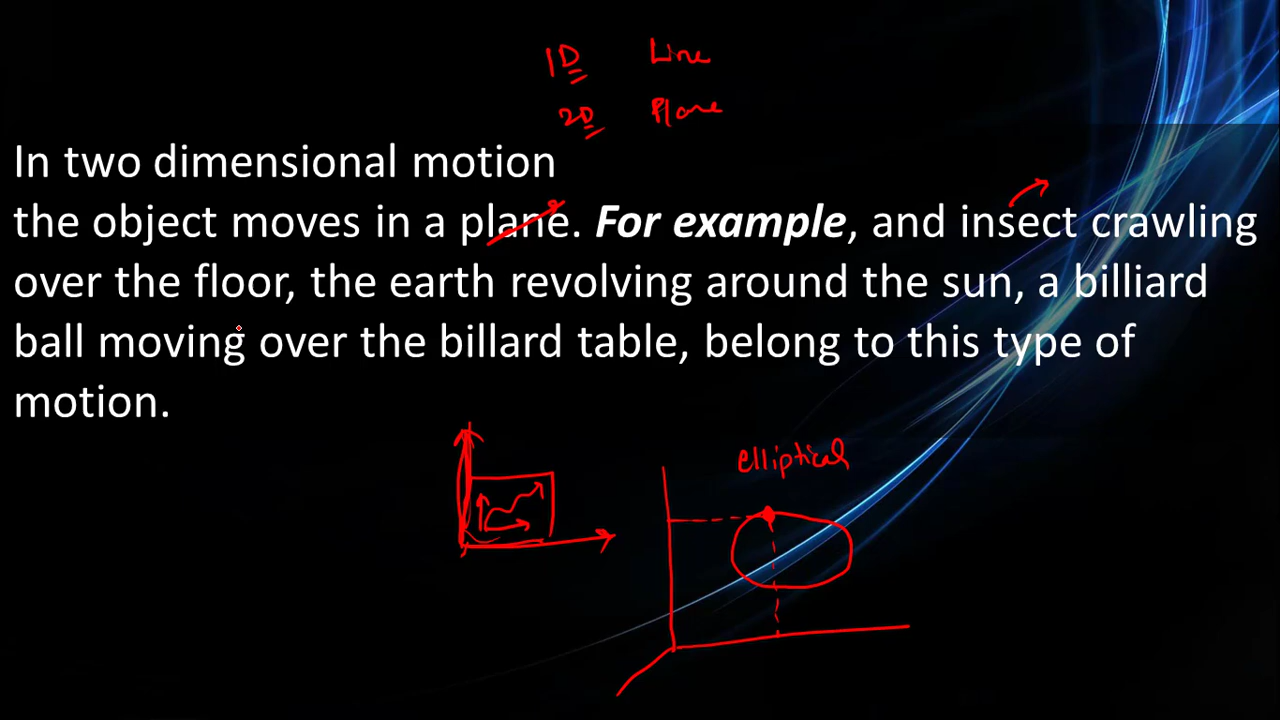 1D Line
2D Plane
In two dimensional motion
the object moves in a plane. For example, and insect crawling
over the floor, the earth revolving around the sun, a billiard
ball moving over the billard table, belong to this type of
motion.
elliptical